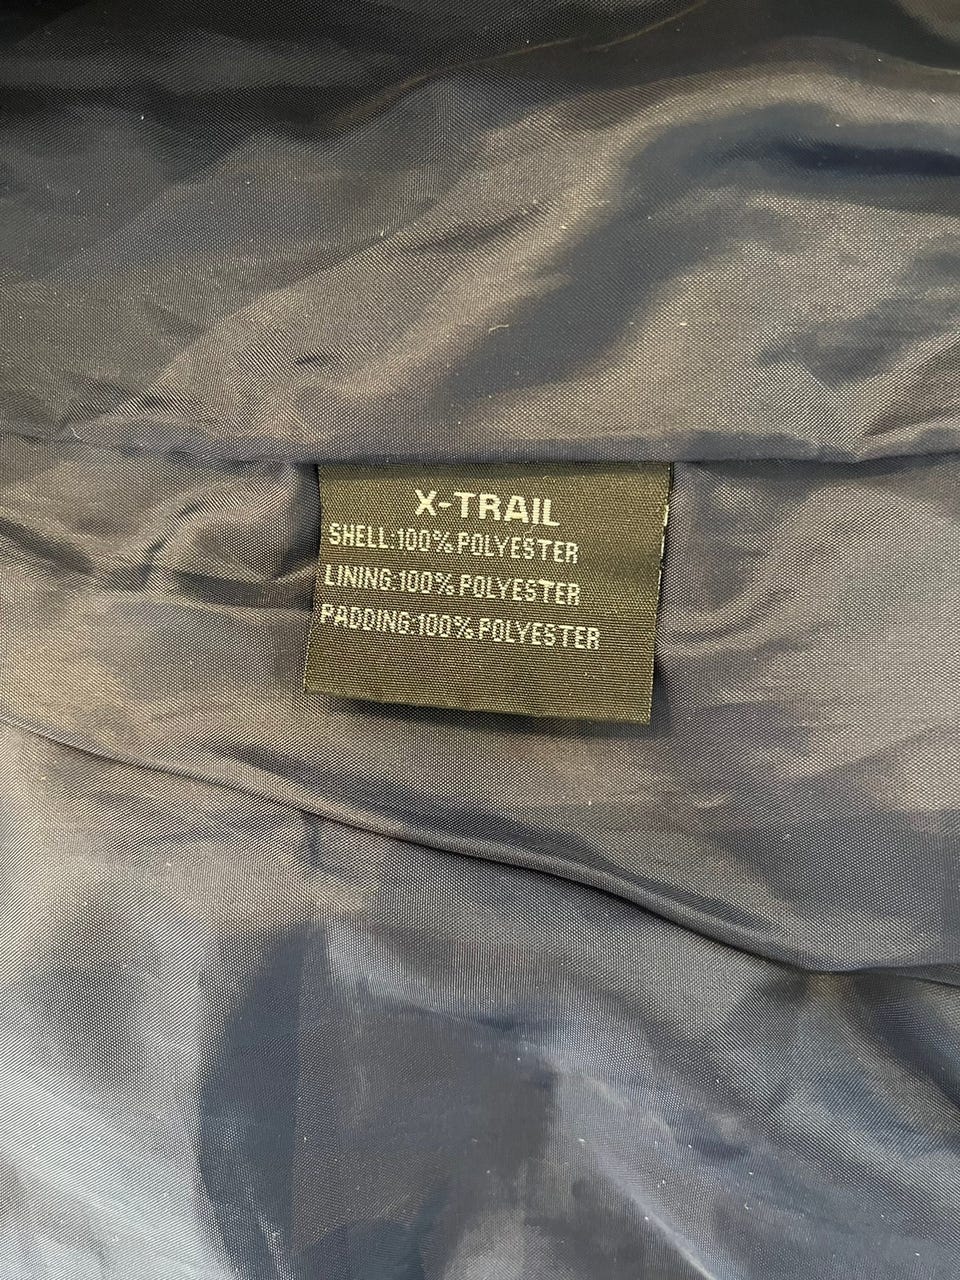 X-TRAIL
SHELL:100% POLYESTER
LINING:100% POLYESTER
PADDING:100% POLYESTER